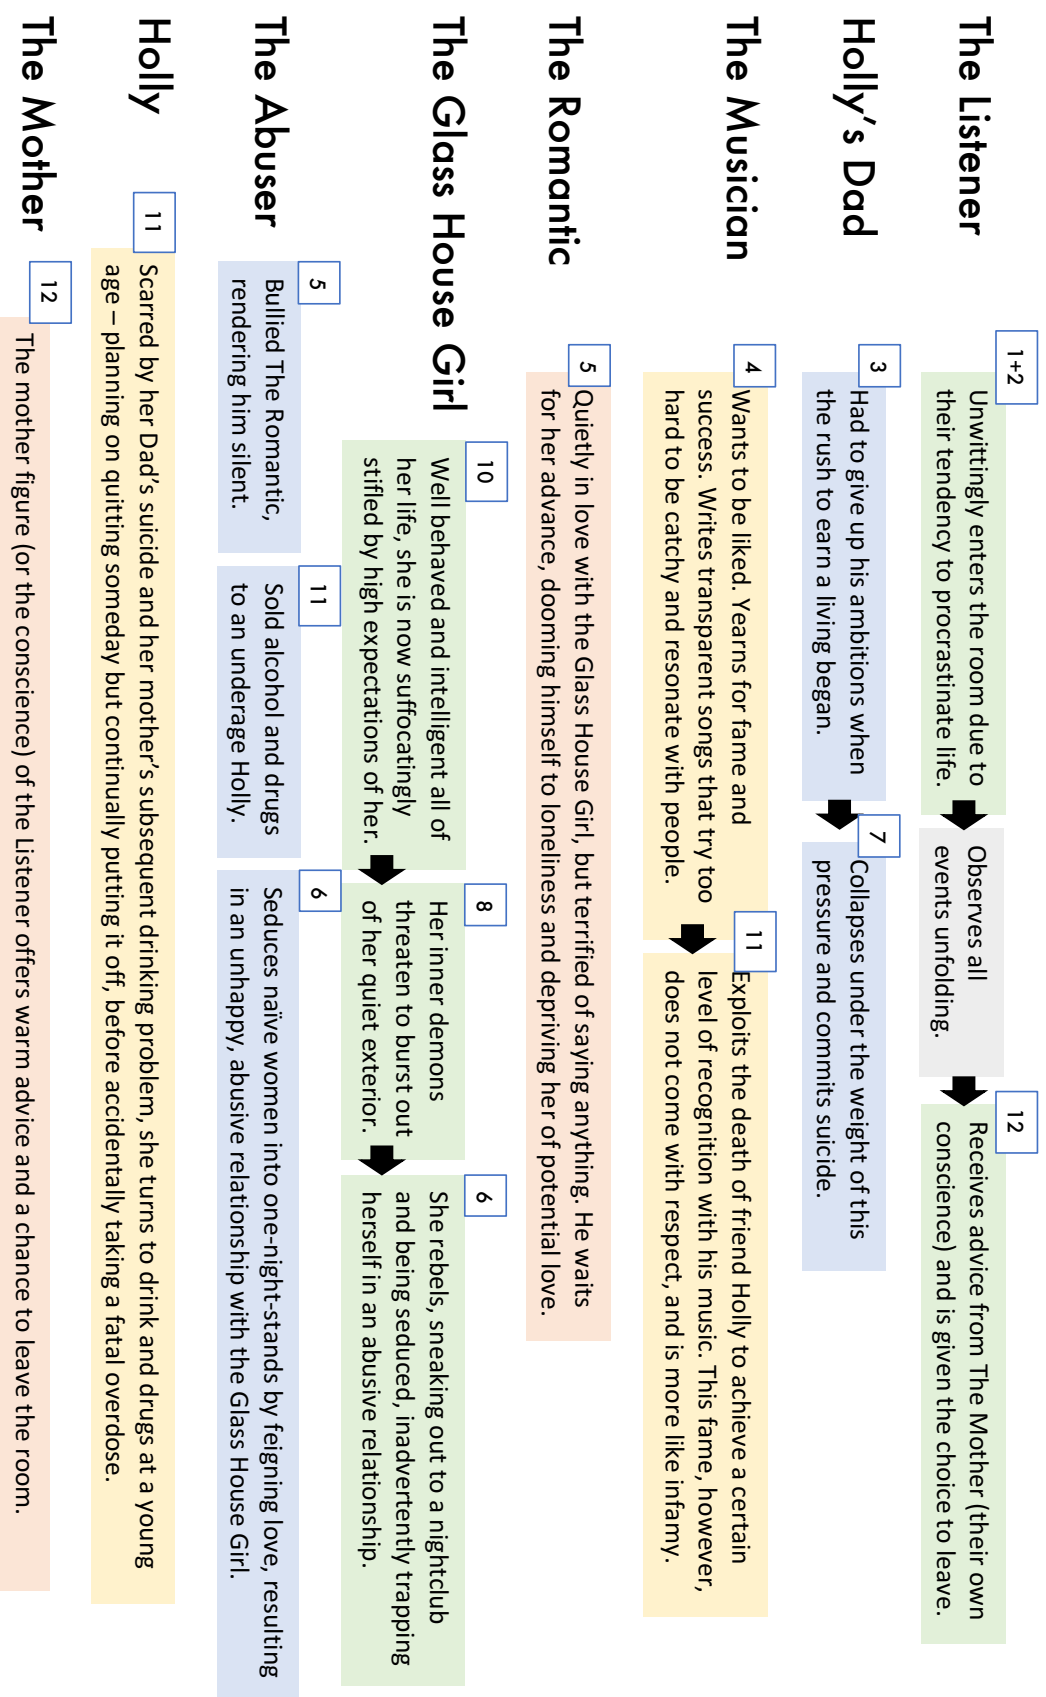 The Listener
1+2
Unwittingly enters the room due to
their tendency to procrastinate life.
Observes all
events unfolding.
12
Receives advice from The Mother (their own
conscience) and is given the choice to leave.
Holly’s Dad
3
Had to give up his ambitions when
the rush to earn a living began.
7
Collapses under the weight of this
pressure and commits suicide.
The Musician
4
Wants to be liked. Yearns for fame and
success. Writes transparent songs that try too
hard to be catchy and resonate with people.
11
Exploits the death of friend Holly to achieve a certain
level of recognition with his music. This fame, however,
does not come with respect, and is more like infamy.
The Romantic
5
Quietly in love with the Glass House Girl, but terrified of saying anything. He waits
for her advance, dooming himself to loneliness and depriving her of potential love.
The Glass House Girl
10
Well behaved and intelligent all of
her life, she is now suffocatingly
stifled by high expectations of her.
8
Her inner demons
threaten to burst out
of her quiet exterior.
6
She rebels, sneaking out to a nightclub
and being seduced, inadvertently trapping
herself in an abusive relationship.
The Abuser
5
Bullied The Romantic,
rendering him silent.
11
Sold alcohol and drugs
to an underage Holly.
6
Seduces naïve women into one-night-stands by feigning love, resulting
in an unhappy, abusive relationship with the Glass House Girl.
Holly
11
Scarred by her Dad’s suicide and her mother’s subsequent drinking problem, she turns to drink and drugs at a young
age – planning on quitting someday but continually putting it off, before accidentally taking a fatal overdose.
The Mother
12
The mother figure (or the conscience) of the Listener offers warm advice and a chance to leave the room.